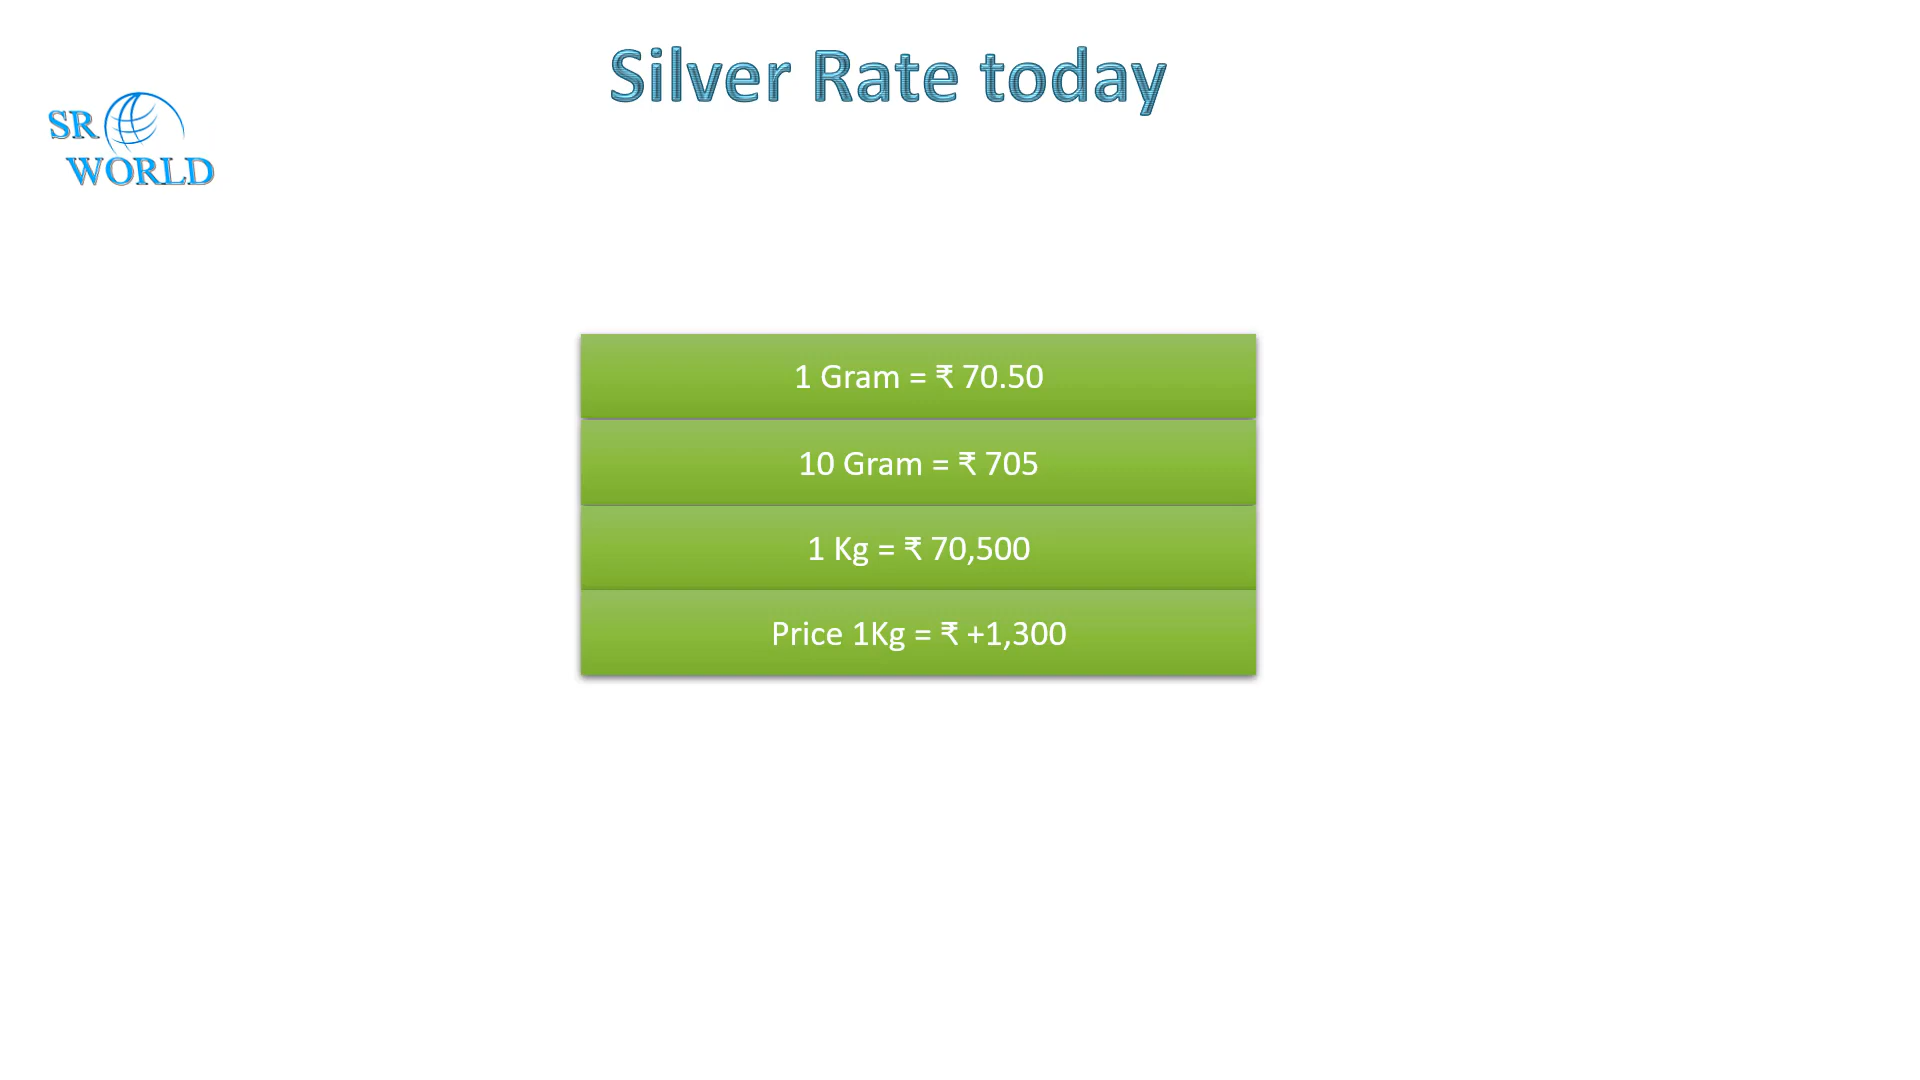 Silver Rate today
SR
WORLD
1 Gram = ₹ 70.50
10 Gram = ₹ 705
1 Kg = ₹ 70,500
Price 1Kg = ₹ +1,300